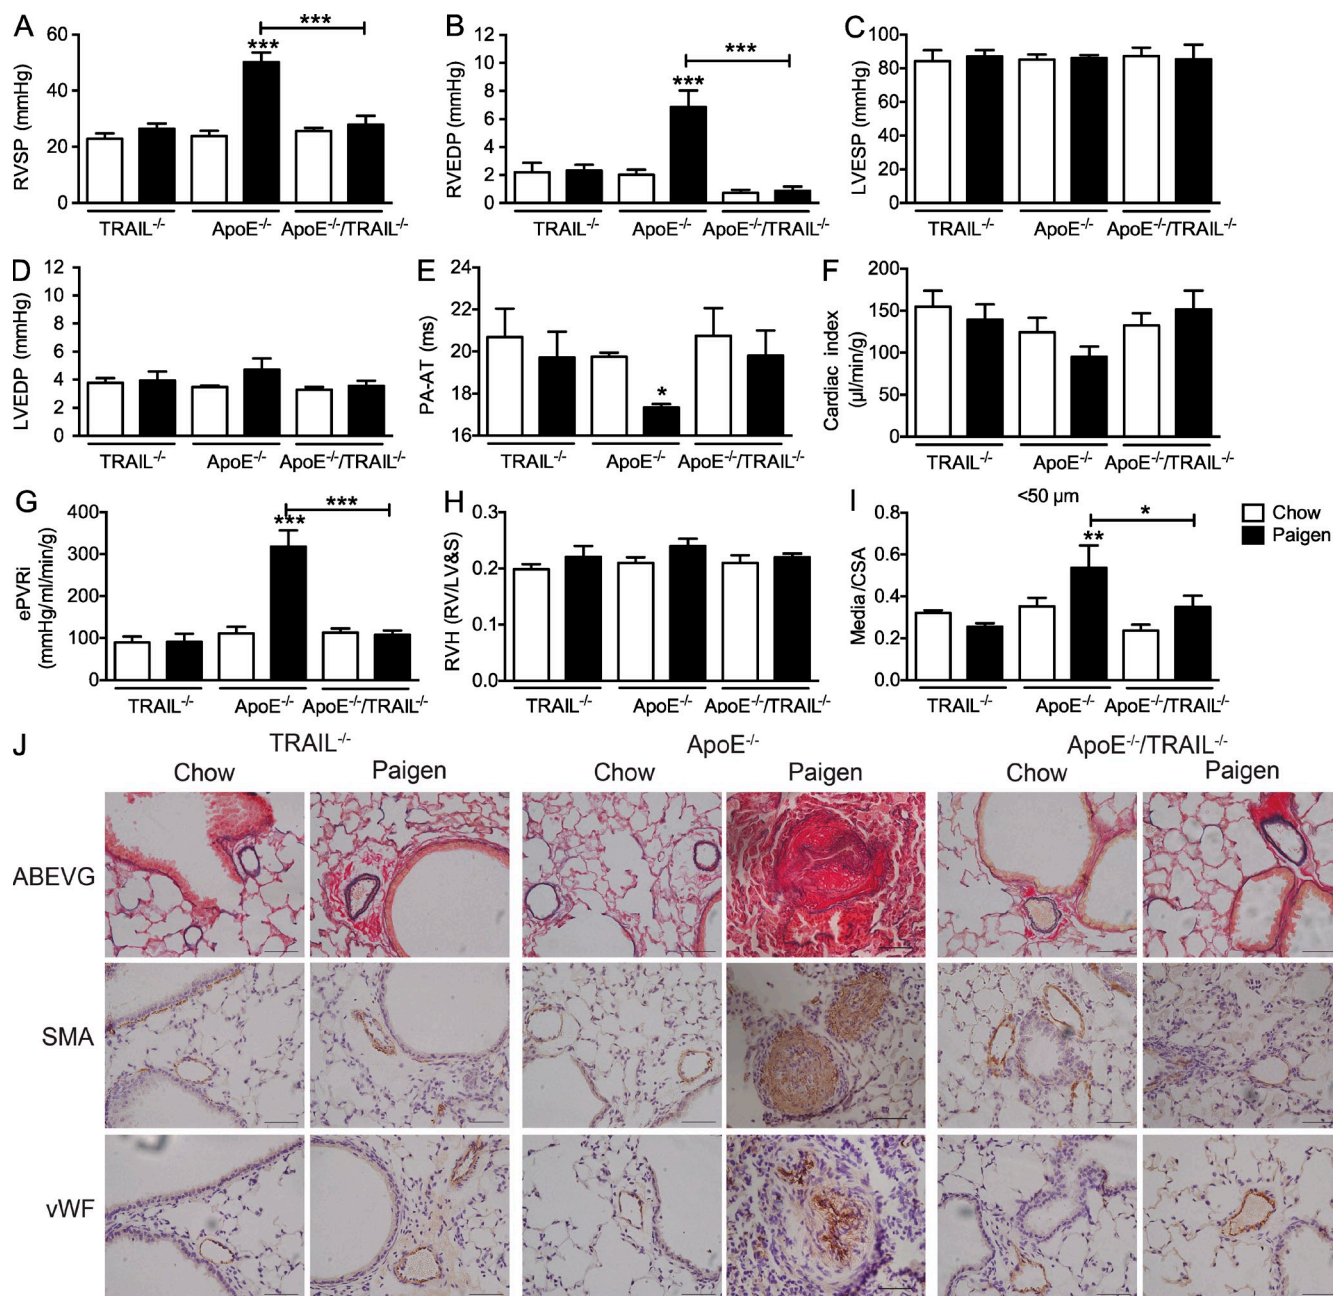 A
RVSP (mmHg)
60
40
20
0
***
***
TRAIL-/-
ApoE-/-
ApoE-/-/TRAIL-/-
B
RVEDP (mmHg)
12
10
8
6
4
2
0
***
***
TRAIL-/-
ApoE-/-
ApoE-/-/TRAIL-/-
C
LVESP (mmHg)
100
80
60
40
20
0
TRAIL-/-
ApoE-/-
ApoE-/-/TRAIL-/-
D
LVEDP (mmHg)
12
10
8
6
4
2
0
TRAIL-/-
ApoE-/-
ApoE-/-/TRAIL-/-
E
PA-AT (ms)
24
22
20
18
16
*
TRAIL-/-
ApoE-/-
ApoE-/-/TRAIL-/-
F
Cardiac index
(µl/min/g)
200
150
100
50
0
TRAIL-/-
ApoE-/-
ApoE-/-/TRAIL-/-
G
ePVRi
(mmHg/ml/min/g)
400
300
200
100
0
***
***
TRAIL-/-
ApoE-/-
ApoE-/-/TRAIL-/-
H
RVH (RV/LV&S)
0.3
0.2
0.1
0.0
TRAIL-/-
ApoE-/-
ApoE-/-/TRAIL-/-
I
<50 µm
Media/CSA
0.8
0.6
0.4
0.2
0.0
**
*
TRAIL-/-
ApoE-/-
ApoE-/-/TRAIL-/-
Chow
Paigen
J
TRAIL-/-
ApoE-/-
ApoE-/-/TRAIL-/-
Chow
Paigen
Chow
Paigen
Chow
Paigen
ABEVG
SMA
vWF